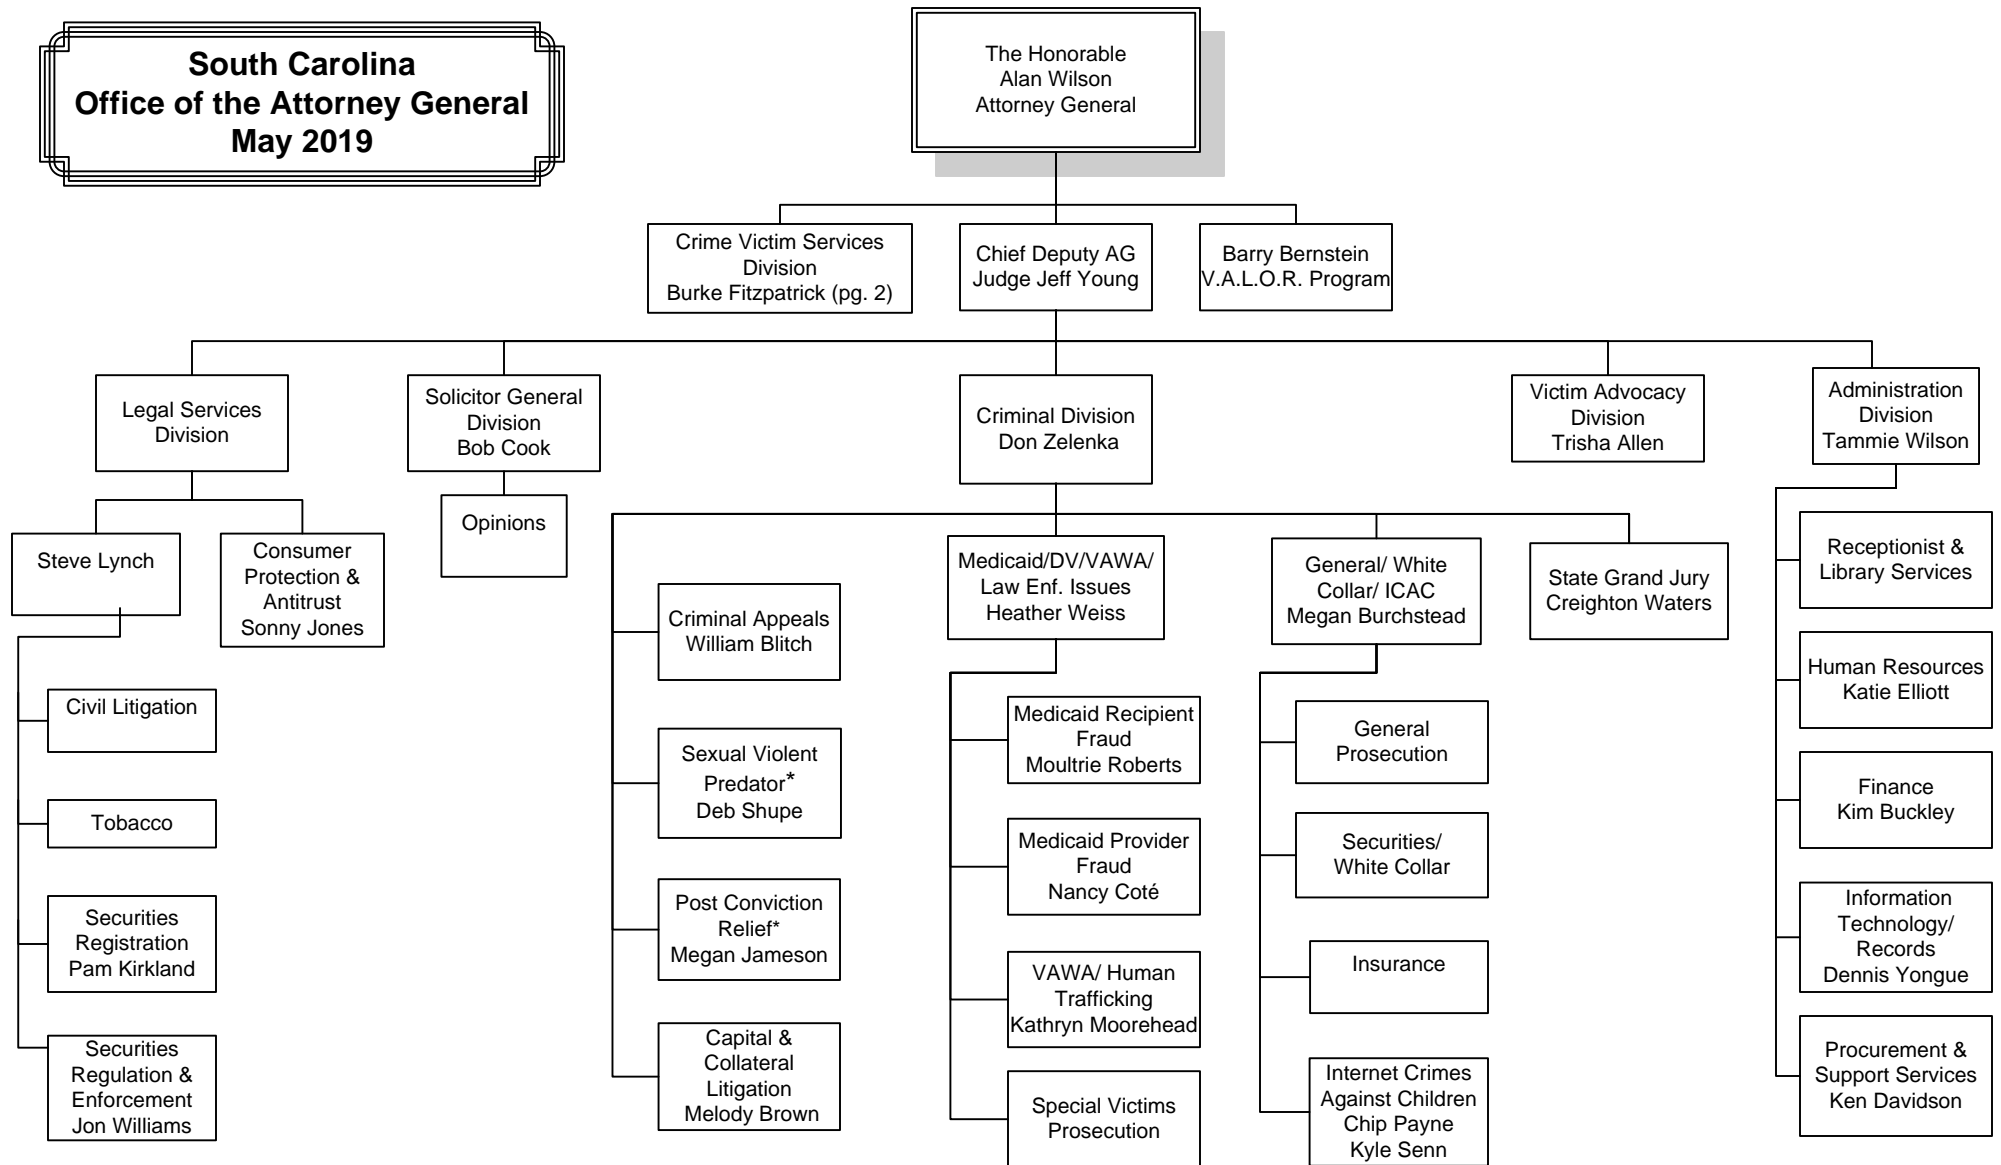 South Carolina
Office of the Attorney General
May 2019
The Honorable
Alan Wilson
Attorney General
Crime Victim Services
Division
Burke Fitzpatrick (pg. 2)
Chief Deputy AG
Judge Jeff Young
Barry Bernstein
V.A.L.O.R. Program
Legal Services
Division
Solicitor General
Division
Bob Cook
Criminal Division
Don Zelenka
Victim Advocacy
Division
Trisha Allen
Administration
Division
Tammie Wilson
Steve Lynch
Consumer
Protection &
Antitrust
Sonny Jones
Civil Litigation
Tobacco
Securities
Registration
Pam Kirkland
Securities
Regulation &
Enforcement
Jon Williams
Opinions
Criminal Appeals
William Blitch
Sexual Violent
Predator*
Deb Shupe
Post Conviction
Relief*
Megan Jameson
Capital &
Collateral
Litigation
Melody Brown
Medicaid/DV/VAWA/
Law Enf. Issues
Heather Weiss
Medicaid Recipient
Fraud
Moultrie Roberts
Medicaid Provider
Fraud
Nancy Coté
VAWA/ Human
Trafficking
Kathryn Moorehead
Special Victims
Prosecution
General/ White
Collar/ ICAC
Megan Burchstead
General
Prosecution
Securities/
White Collar
Insurance
Internet Crimes
Against Children
Chip Payne
Kyle Senn
State Grand Jury
Creighton Waters
Receptionist &
Library Services
Human Resources
Katie Elliott
Finance
Kim Buckley
Information
Technology/
Records
Dennis Yongue
Procurement &
Support Services
Ken Davidson